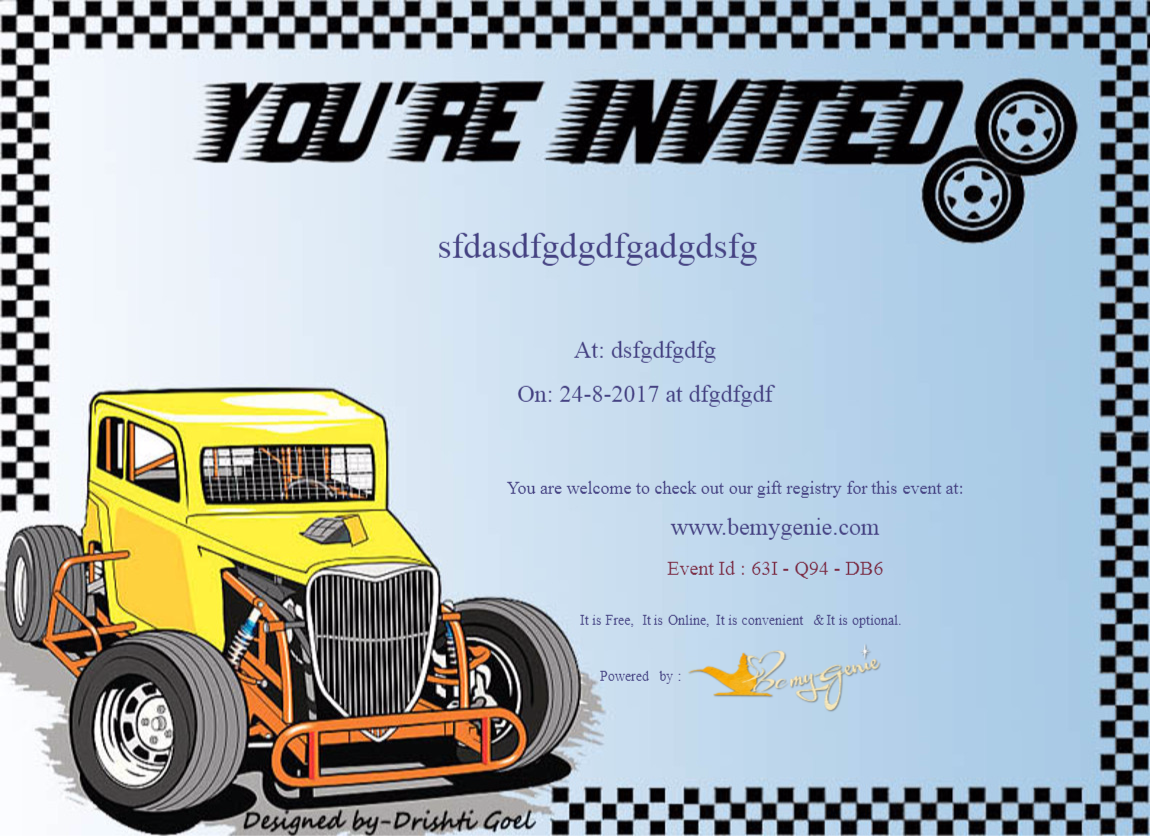 YOU'RE INVITED
sfdasdfgdgdfgadgdsfg
At: dsfgdfgdfg
On: 24-8-2017 at dfgdfgdf
You are welcome to check out our gift registry for this event at:
www.bemygenie.com
Event Id : 63I - Q94 - DB6
It is Free, It is Online, It is convenient & It is optional.
Powered by : Be my Genie
Designed by-Drishti Goel